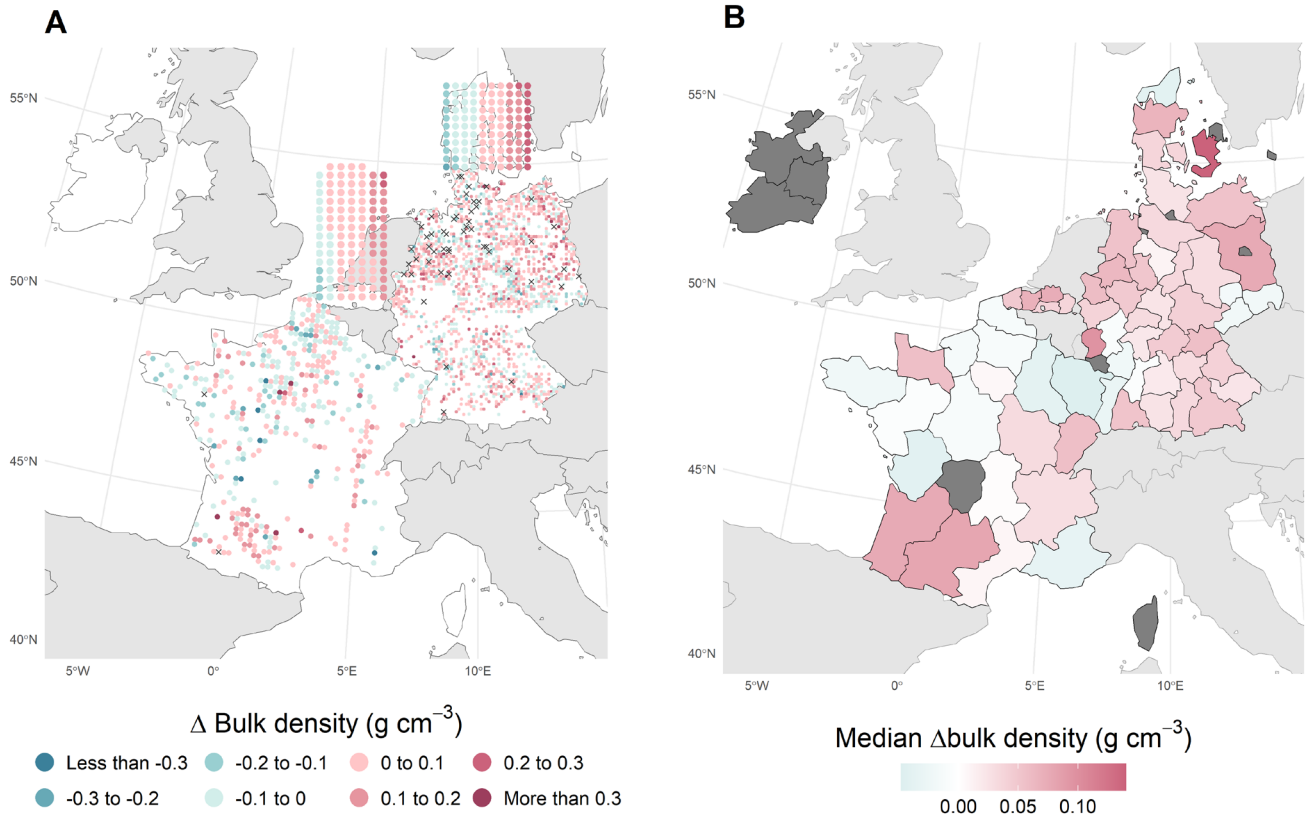 A
55°N
50°N
45°N
40°N
5°W
0°
5°E
10°E
Δ Bulk density (g cm⁻³)
Less than -0.3
-0.2 to -0.1
0 to 0.1
0.2 to 0.3
-0.3 to -0.2
-0.1 to 0
0.1 to 0.2
More than 0.3
B
55°N
50°N
45°N
40°N
5°W
0°
5°E
10°E
Median Δbulk density (g cm⁻³)
0.00
0.05
0.10